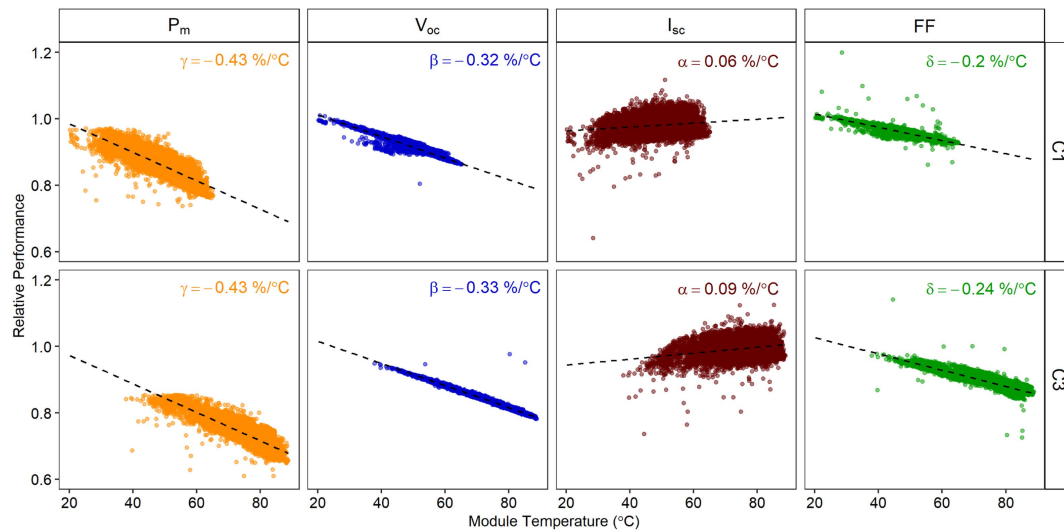 Pm Voc Isc FF
1.2 γ = −0.43 %/°C β = −0.32 %/°C α = 0.06 %/°C δ = −0.2 %/°C
1.0
0.8
0.6
C1
Relative Performance
1.2 γ = −0.43 %/°C β = −0.33 %/°C α = 0.09 %/°C δ = −0.24 %/°C
1.0
0.8
0.6
C3
20 40 60 80 20 40 60 80 20 40 60 80 20 40 60 80
Module Temperature (°C)